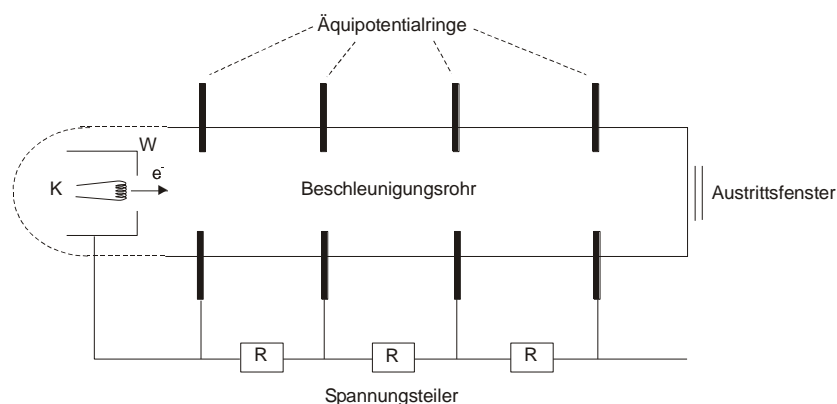 Äquipotentialringe
W
K
e-
Beschleunigungsrohr
Austrittsfenster
R
R
R
Spannungsteiler